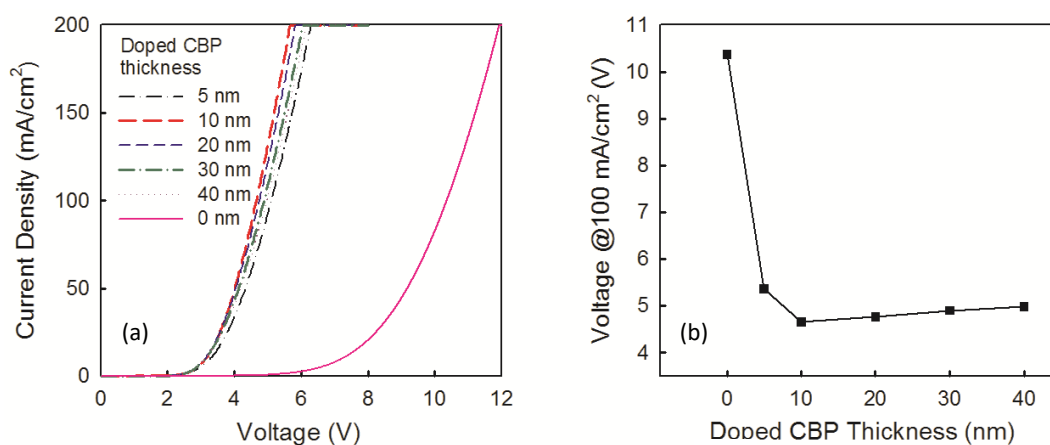 200
150
100
50
0
Current Density (mA/cm²)
Doped CBP
thickness
5 nm
10 nm
20 nm
30 nm
40 nm
0 nm
(a)
0 2 4 6 8 10 12
Voltage (V)
11
10
9
8
7
6
5
4
Voltage @100 mA/cm² (V)
(b)
0 10 20 30 40
Doped CBP Thickness (nm)